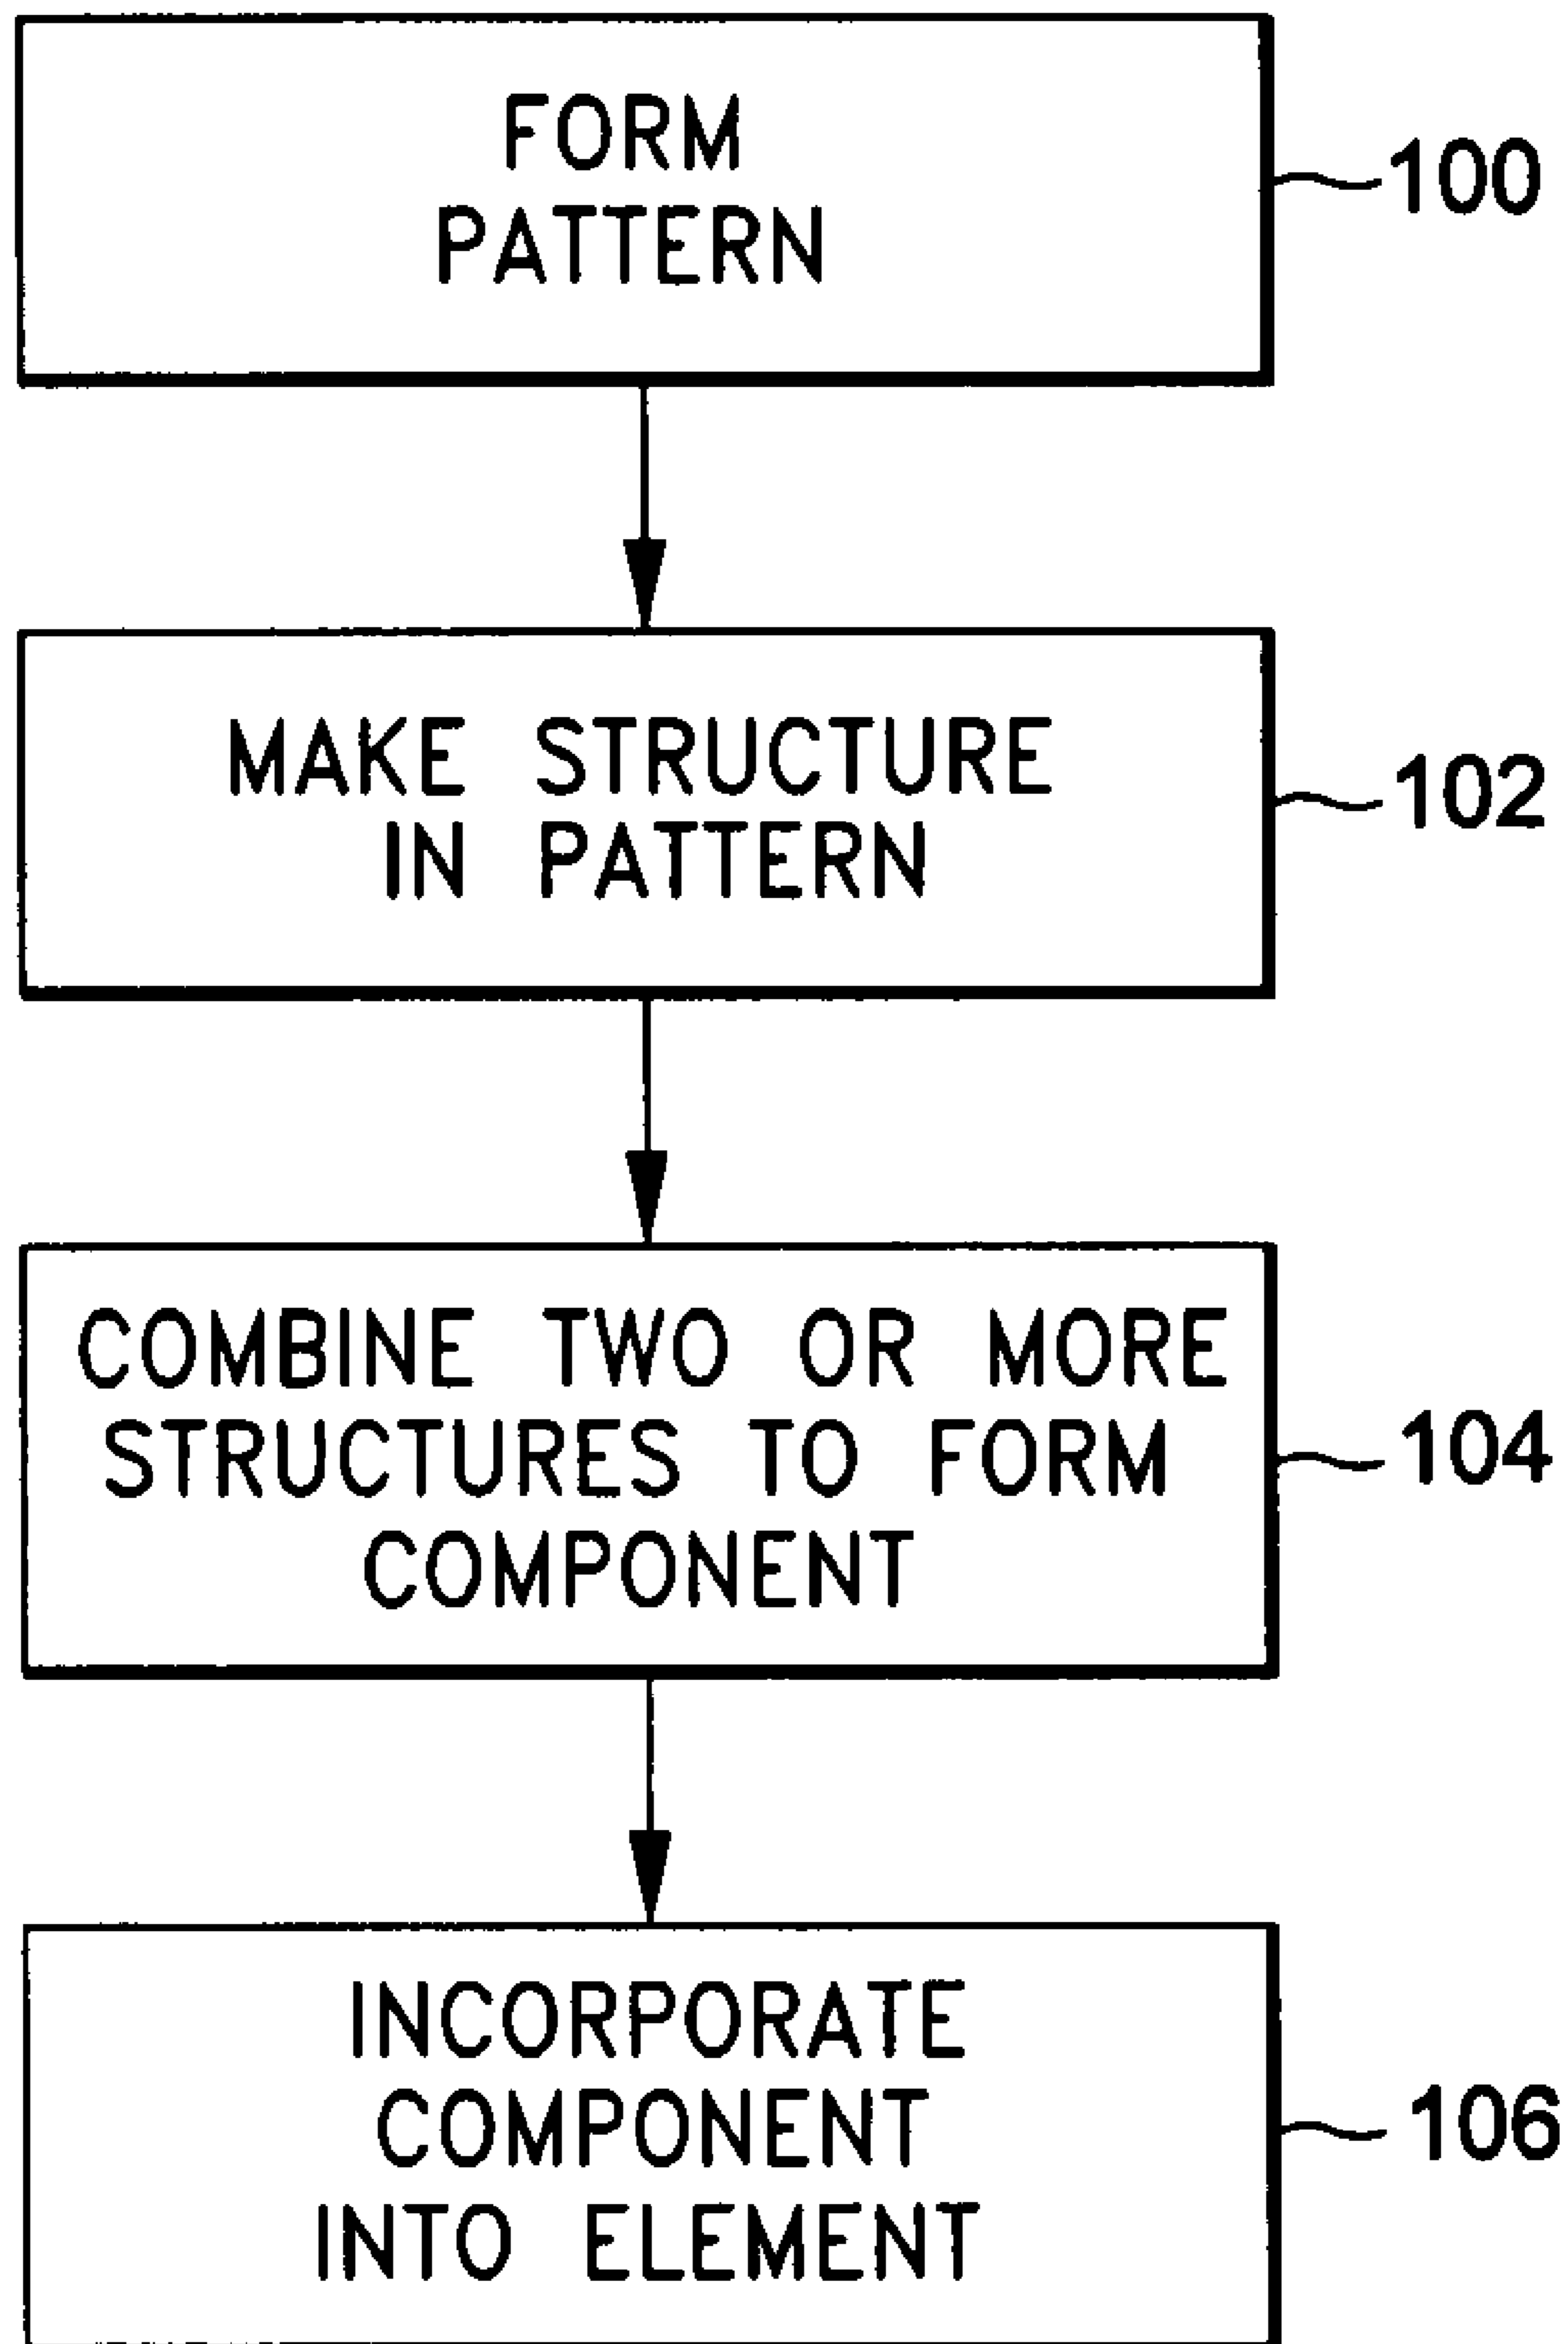 FORM
PATTERN
100
MAKE STRUCTURE
IN PATTERN
102
COMBINE TWO OR MORE
STRUCTURES TO FORM
COMPONENT
104
INCORPORATE
COMPONENT
INTO ELEMENT
106